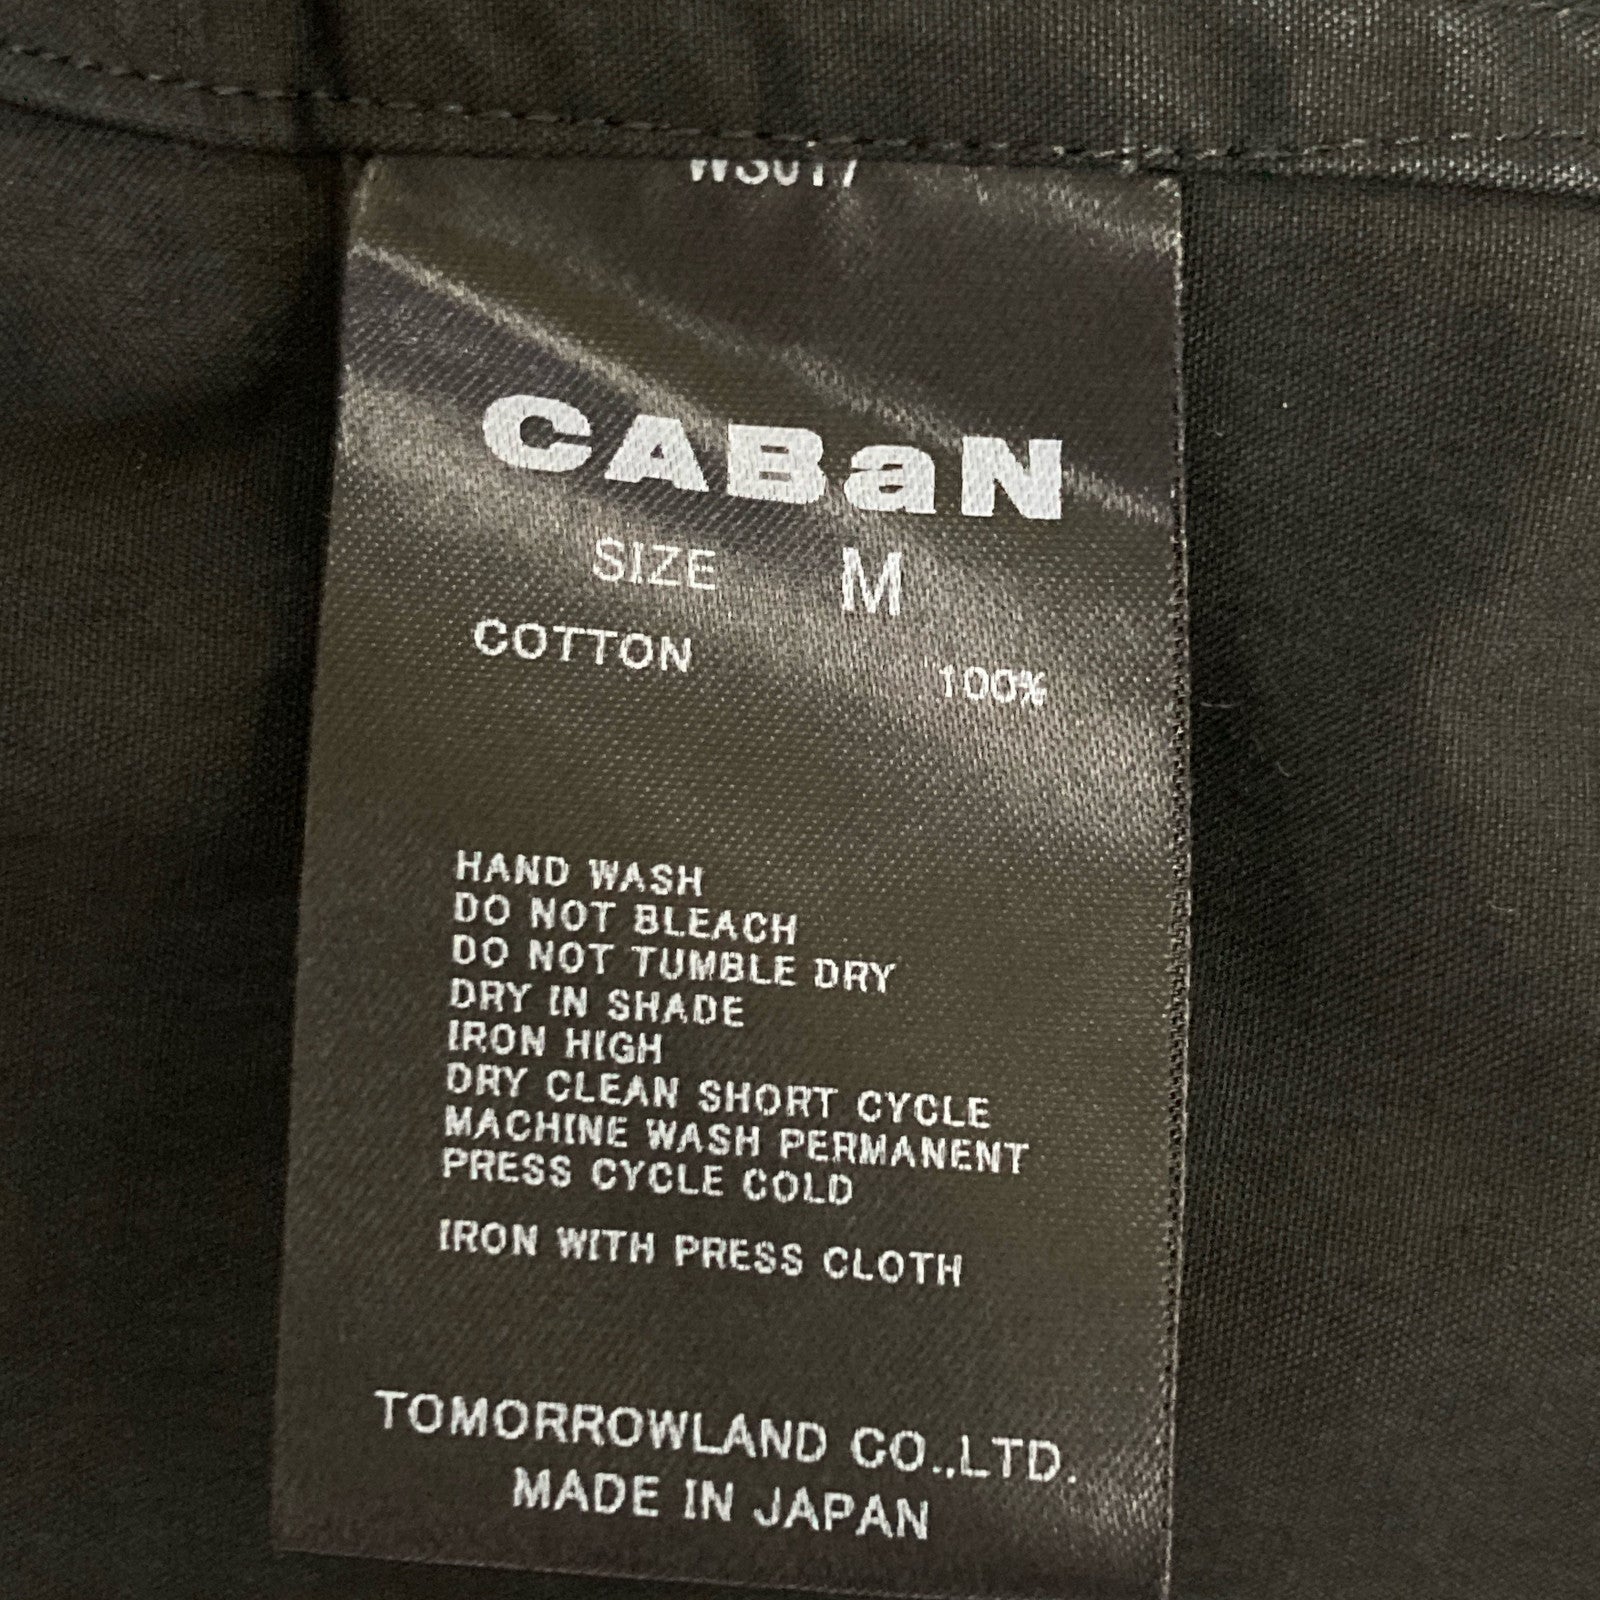 CABaN
SIZE M
COTTON 100%
HAND WASH
DO NOT BLEACH
DO NOT TUMBLE DRY
DRY IN SHADE
IRON HIGH
DRY CLEAN SHORT CYCLE
MACHINE WASH PERMANENT
PRESS CYCLE COLD
IRON WITH PRESS CLOTH
TOMORROWLAND CO.,LTD.
MADE IN JAPAN